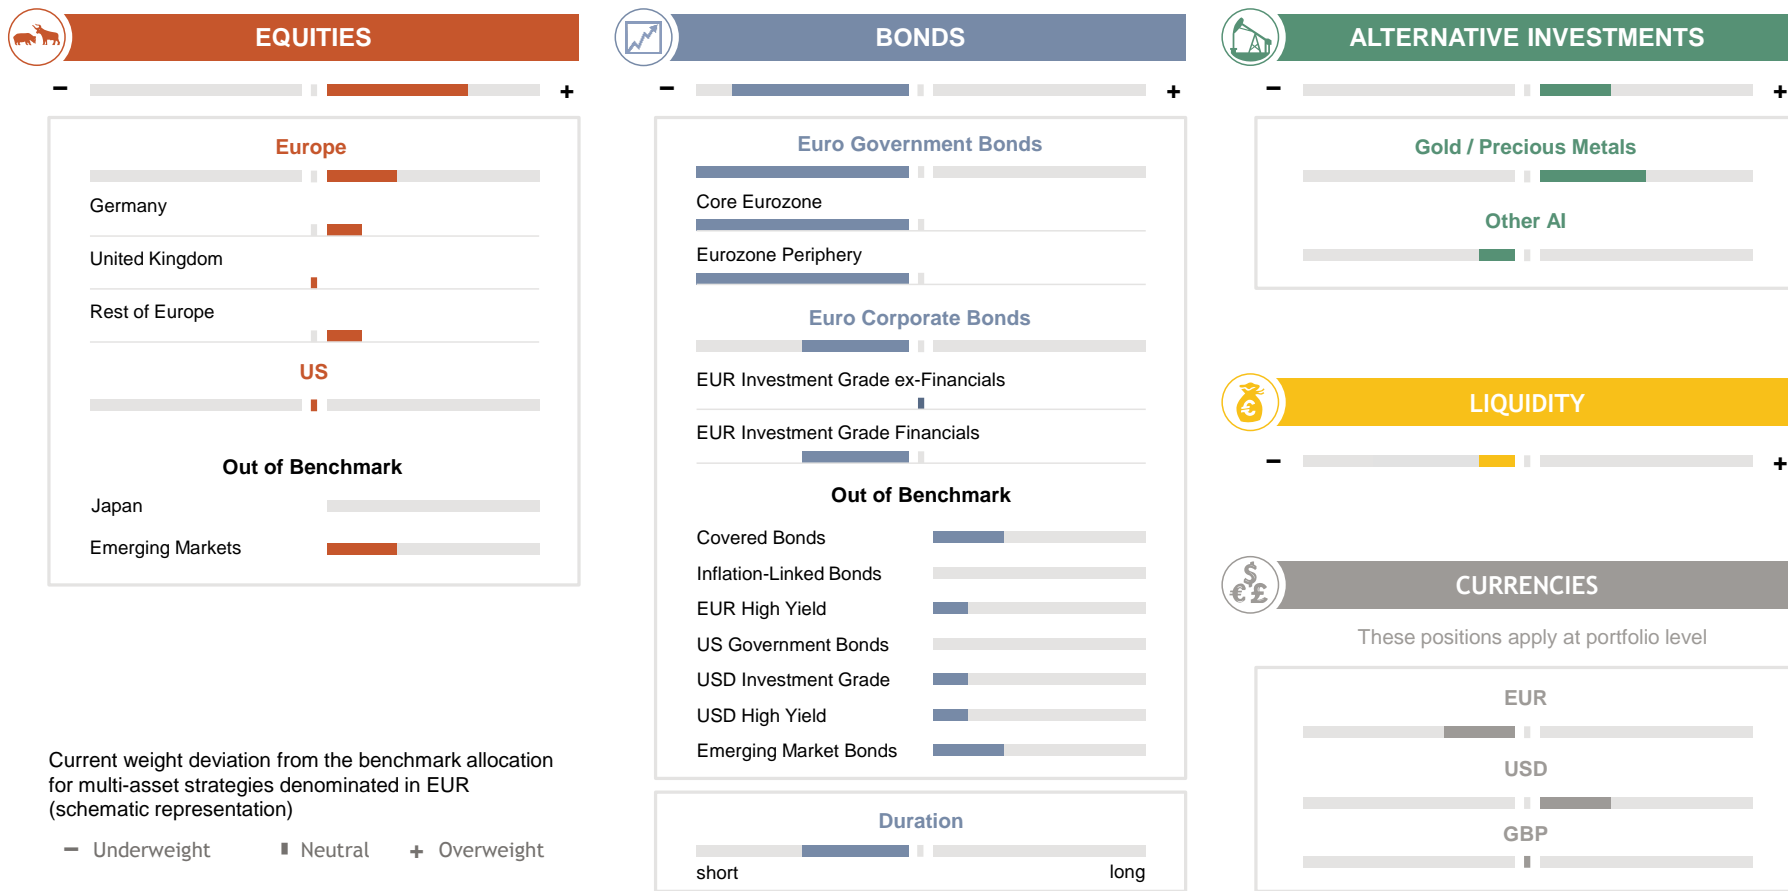 EQUITIES
– +
Europe
Germany
United Kingdom
Rest of Europe
US
Out of Benchmark
Japan
Emerging Markets
Current weight deviation from the benchmark allocation
for multi-asset strategies denominated in EUR
(schematic representation)
– Underweight Neutral + Overweight
BONDS
– +
Euro Government Bonds
Core Eurozone
Eurozone Periphery
Euro Corporate Bonds
EUR Investment Grade ex-Financials
EUR Investment Grade Financials
Out of Benchmark
Covered Bonds
Inflation-Linked Bonds
EUR High Yield
US Government Bonds
USD Investment Grade
USD High Yield
Emerging Market Bonds
Duration
short long
ALTERNATIVE INVESTMENTS
– +
Gold / Precious Metals
Other AI
€
LIQUIDITY
– +
$
€£
CURRENCIES
These positions apply at portfolio level
EUR
USD
GBP